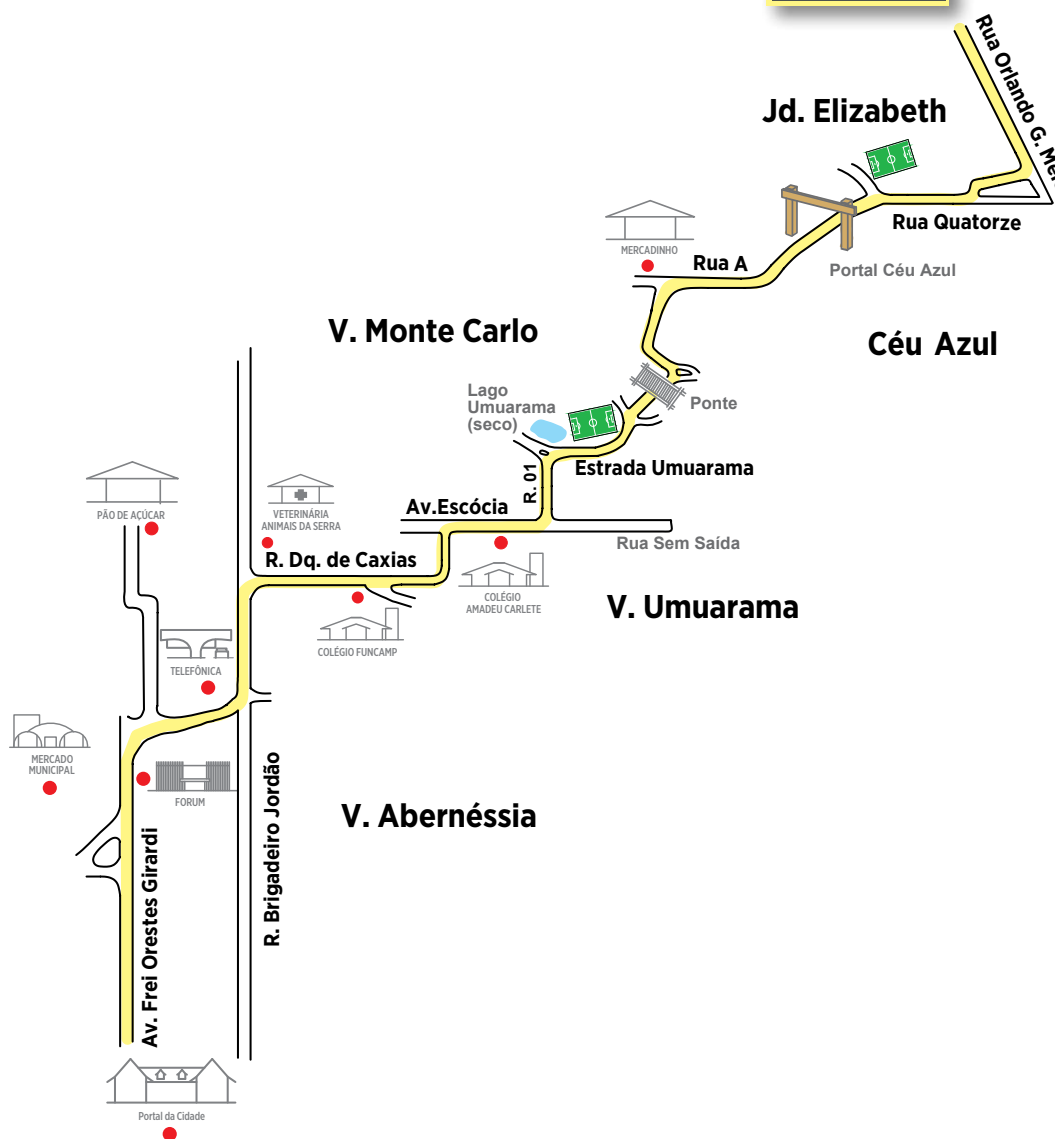 Rua Orlando G.
Jd. Elizabeth
Rua Quatorze
MERCADINHO
Rua A
Portal Céu Azul
V. Monte Carlo
Céu Azul
Lago
Umuarama
(seco)
Ponte
Estrada Umuarama
R. 01
PÃO DE AÇÚCAR
VETERINÁRIA
ANIMAIS DA SERRA
Av.Escócia
Rua Sem Saída
R. Dq. de Caxias
COLÉGIO
AMADEU CARLETE
V. Umuarama
COLÉGIO FUNCAMP
TELEFÔNICA
MERCADO
MUNICIPAL
FORUM
V. Abernéssia
R. Brigadeiro Jordão
Av. Frei Orestes Girardi
Portal da Cidade